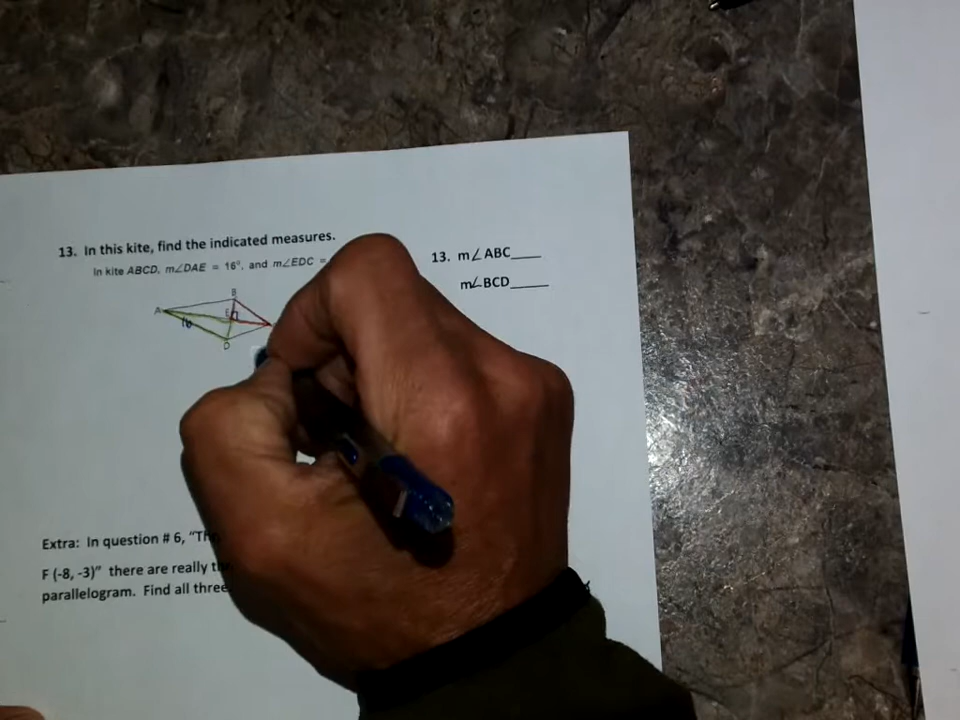 13. In this kite, find the indicated measures.
In kite ABCD, m∠DAE = 16°, and m∠EDC =
13. m∠ABC____
m∠BCD____
B
A
E
16
D
Extra: In question # 6, "The
F (-8, -3)" there are really
parallelogram. Find all three